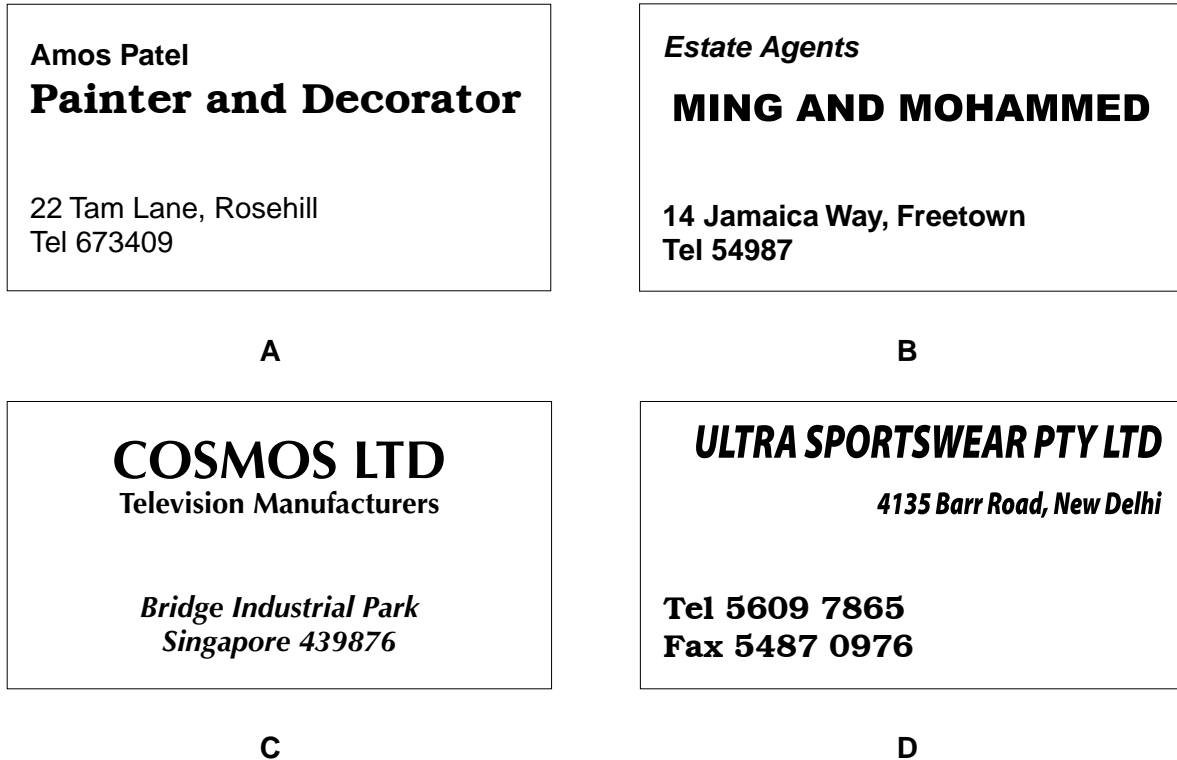 Amos Patel
Painter and Decorator
22 Tam Lane, Rosehill
Tel 673409
A
Estate Agents
MING AND MOHAMMED
14 Jamaica Way, Freetown
Tel 54987
B
COSMOS LTD
Television Manufacturers
Bridge Industrial Park
Singapore 439876
C
ULTRA SPORTSWEAR PTY LTD
4135 Barr Road, New Delhi
Tel 5609 7865
Fax 5487 0976
D